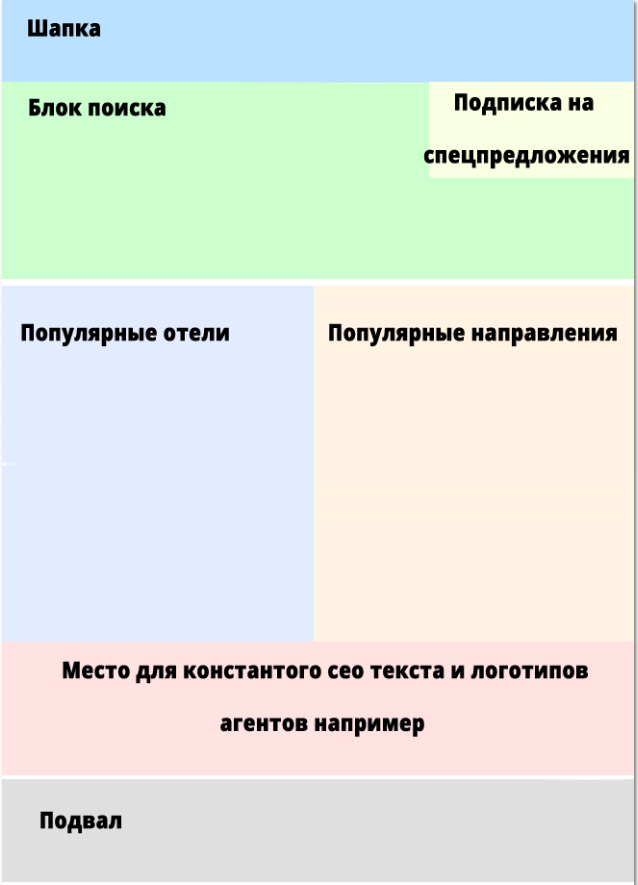 Шапка
Блок поиска
Подписка на
спецпредложения
Популярные отели
Популярные направления
Место для константого сео текста и логотипов
агентов например
Подвал